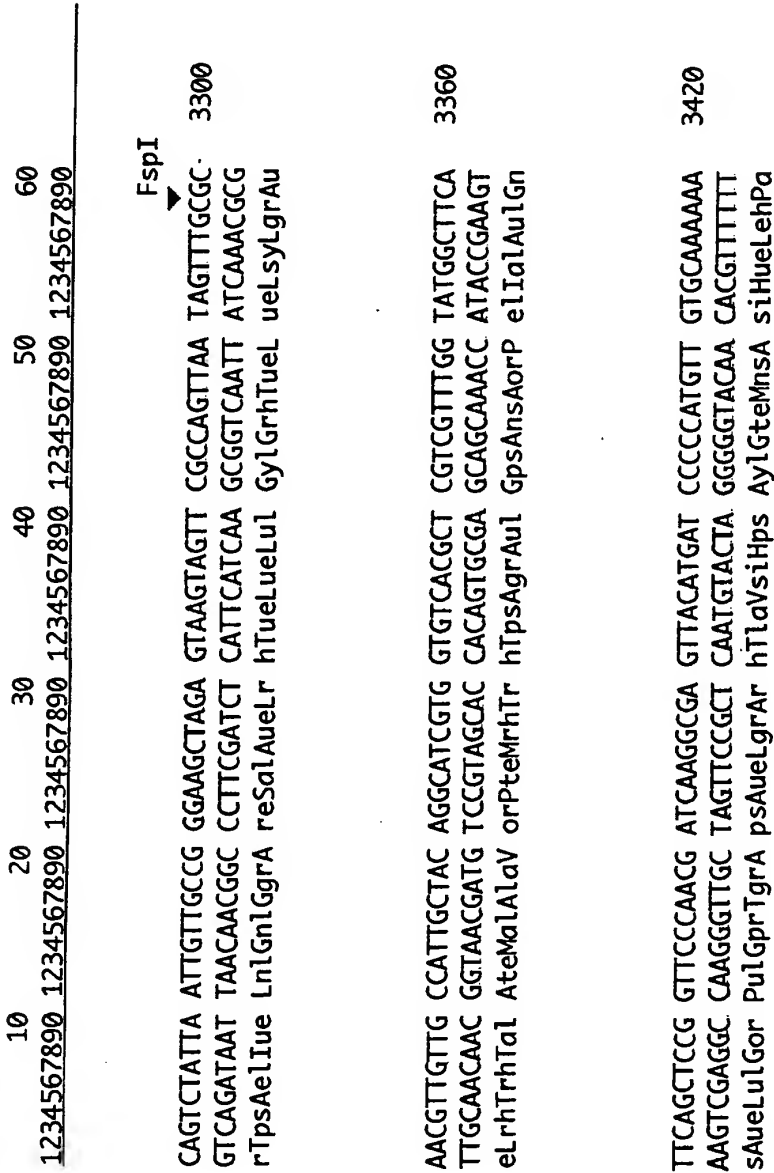 10 20 30 40 50 60
1234567890 1234567890 1234567890 1234567890 1234567890 1234567890
FspI
CAGTCTATTA ATTGTTGCCG GGAAGCTAGA GTAAGTAGTT CGCCAGTTAA TAGTTTGCGC 3300
GTCAGATAAT TAACAACGGC CCTTCGATCT CATTCATCAA GCGGTCAATT ATCAAACGCG
rTpsAelIue LnlGnlGgrA reSalAueLr hTueLueLul GylGrhTueL ueLsyLgrAu
AACGTTGTTG CCATTGCTAC AGGCATCGTG GTGTCACGCT CGTCGTTTGG TATGGCTTCA 3360
TTGCAACAAC GGTAACGATG TCCGTAGCAC CACAGTGCGA GCAGCAAACC ATACCGAAGT
eLrhTrhTal AteMalAlaV orPteMrhTr hTpsAgrAul GpsAnsAorP elIalAulGn
TTCAGCTCCG GTTCCCAACG ATCAAGGCGA GTTACATGAT CCCCCATGTT GTGCAAAAAA 3420
AAGTCGAGGC CAAGGGTTGC TAGTTCCGCT CAATGTACTA GGGGGTACAA CACGTTTTTT
sAueLulGor PulGprTgrA psAueLgrAr hTlaVsiHps AylGteMnsA siHueLehPa